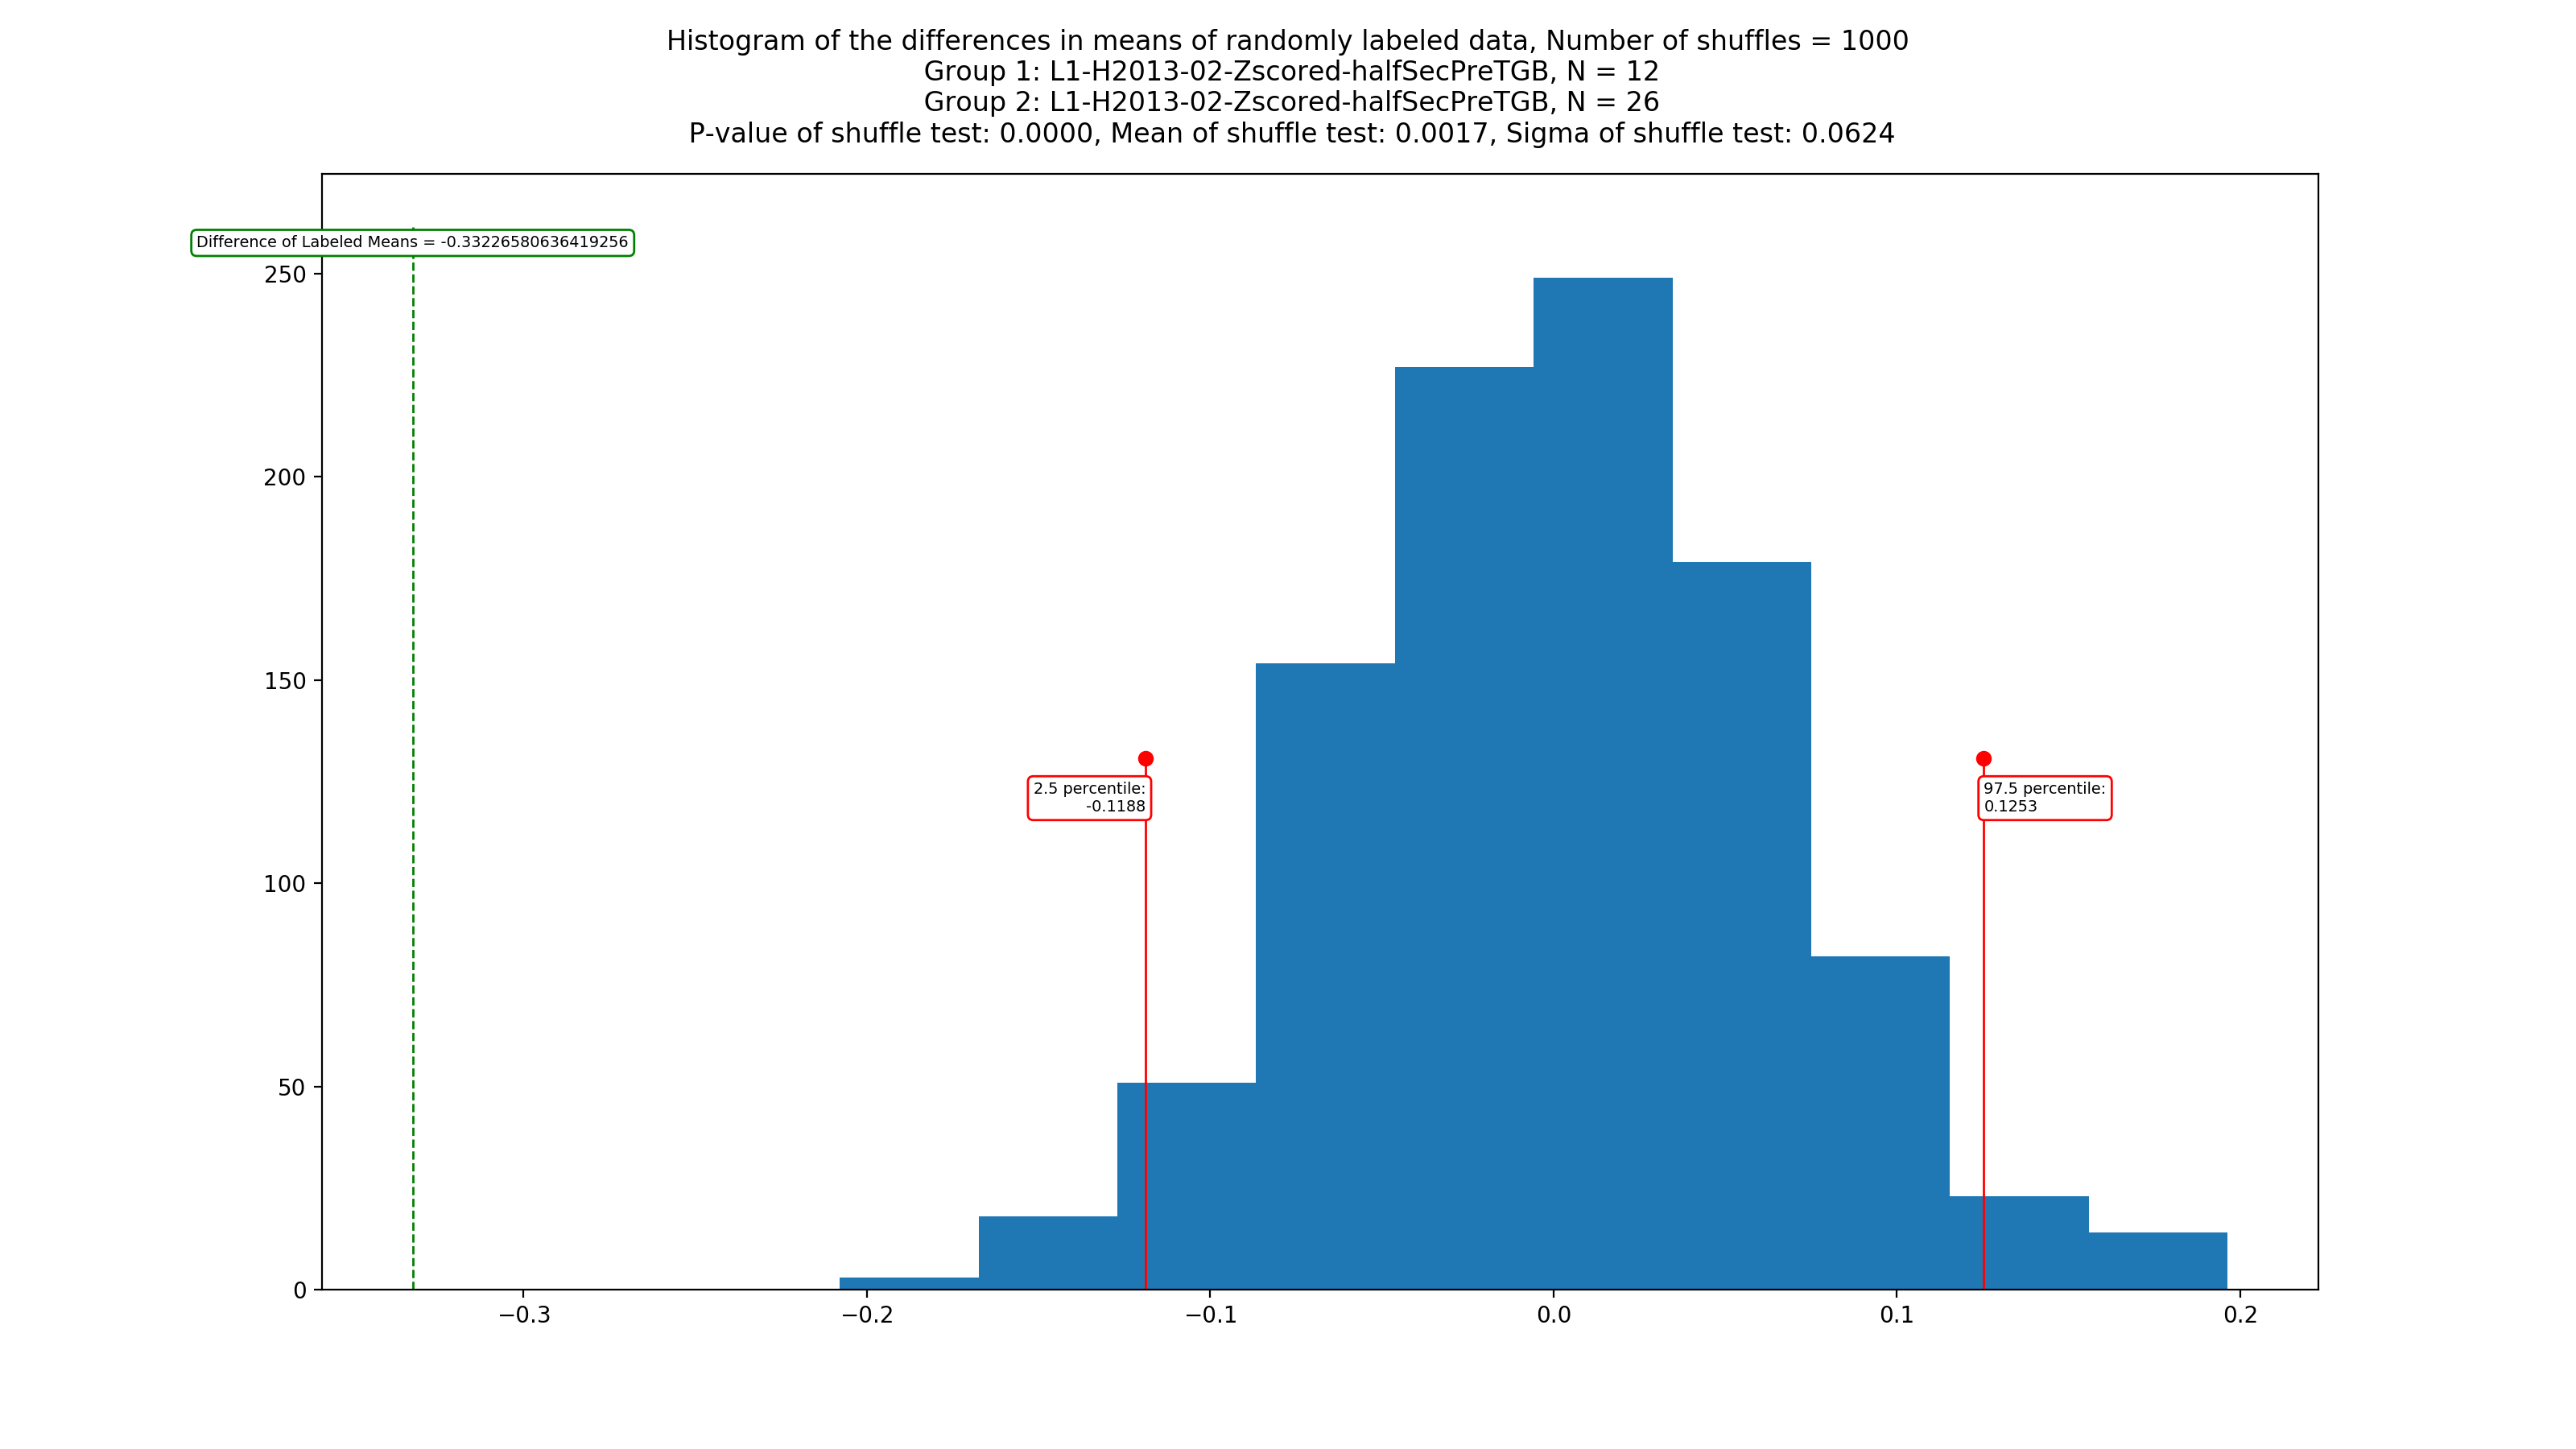 Histogram of the differences in means of randomly labeled data, Number of shuffles = 1000
Group 1: L1-H2013-02-Zscored-halfSecPreTGB, N = 12
Group 2: L1-H2013-02-Zscored-halfSecPreTGB, N = 26
P-value of shuffle test: 0.0000, Mean of shuffle test: 0.0017, Sigma of shuffle test: 0.0624
Difference of Labeled Means = -0.33226580636419256
250
200
150
100
50
0
2.5 percentile:
-0.1188
97.5 percentile:
0.1253
−0.3
−0.2
−0.1
0.0
0.1
0.2